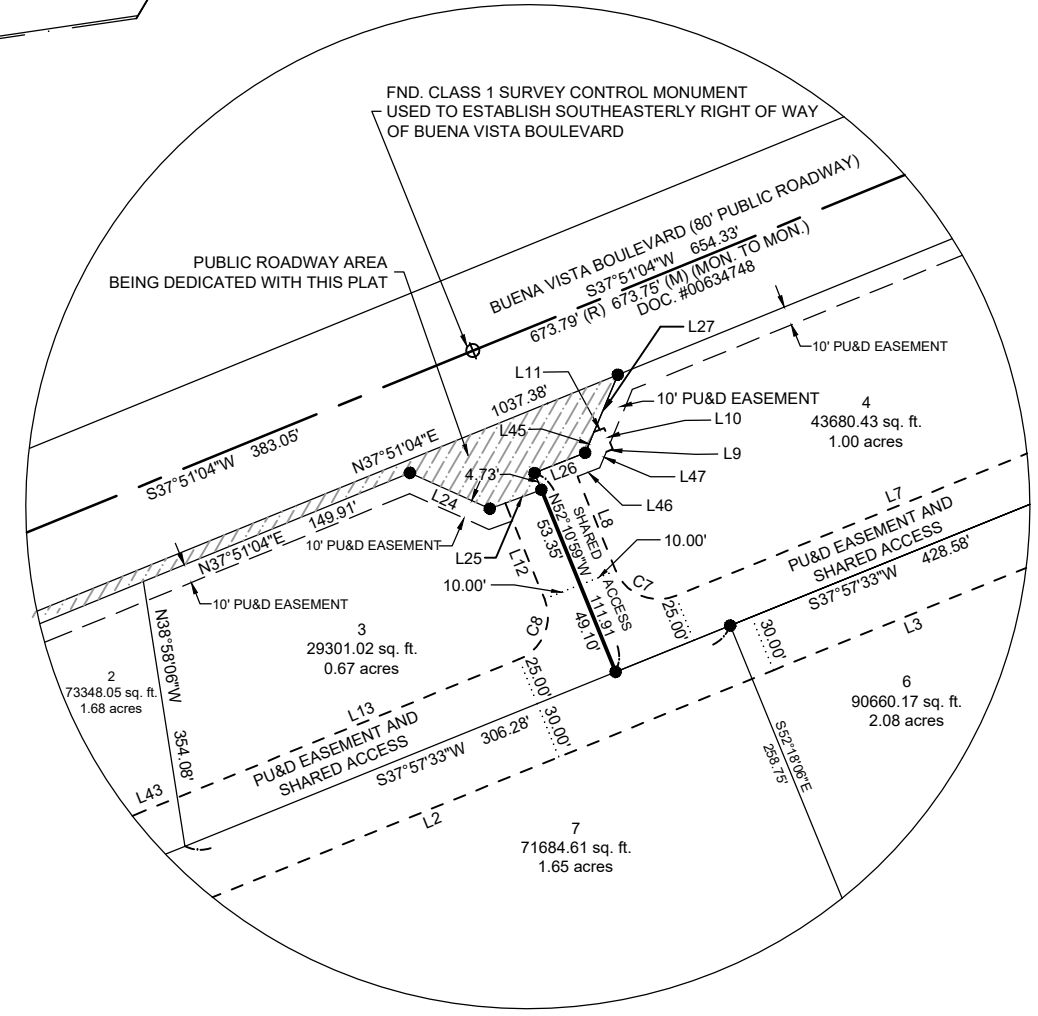 FND. CLASS 1 SURVEY CONTROL MONUMENT
USED TO ESTABLISH SOUTHEASTERLY RIGHT OF WAY
OF BUENA VISTA BOULEVARD
PUBLIC ROADWAY AREA
BEING DEDICATED WITH THIS PLAT
BUENA VISTA BOULEVARD (80' PUBLIC ROADWAY)
S37°51'04"W 654.33'
673.79' (R) 673.75' (M) (MON. TO MON.)
DOC. #00634748
S37°51'04"W 383.05'
N37°51'04"E 1037.38'
N37°51'04"E 149.91'
L27
L11
10' PU&D EASEMENT
10' PU&D EASEMENT
L10
L45
L9
L47
L26
4.73'
L46
L24
10' PU&D EASEMENT
L25
L12
L8
10' PU&D EASEMENT
4
43680.43 sq. ft.
1.00 acres
N52°10'59"W
53.35'
111.91
49.10'
SHARED
ACCESS
10.00'
10.00'
C7
C8
25.00'
30.00'
25.00'
30.00'
L7
PU&D EASEMENT AND
SHARED ACCESS
S37°57'33"W 428.58'
L3
N38°58'06"W 354.08'
3
29301.02 sq. ft.
0.67 acres
2
73348.05 sq. ft.
1.68 acres
L13
PU&D EASEMENT AND
SHARED ACCESS
S37°57'33"W 306.28'
L43
L2
6
90660.17 sq. ft.
2.08 acres
S52°18'06"E
258.75'
7
71684.61 sq. ft.
1.65 acres